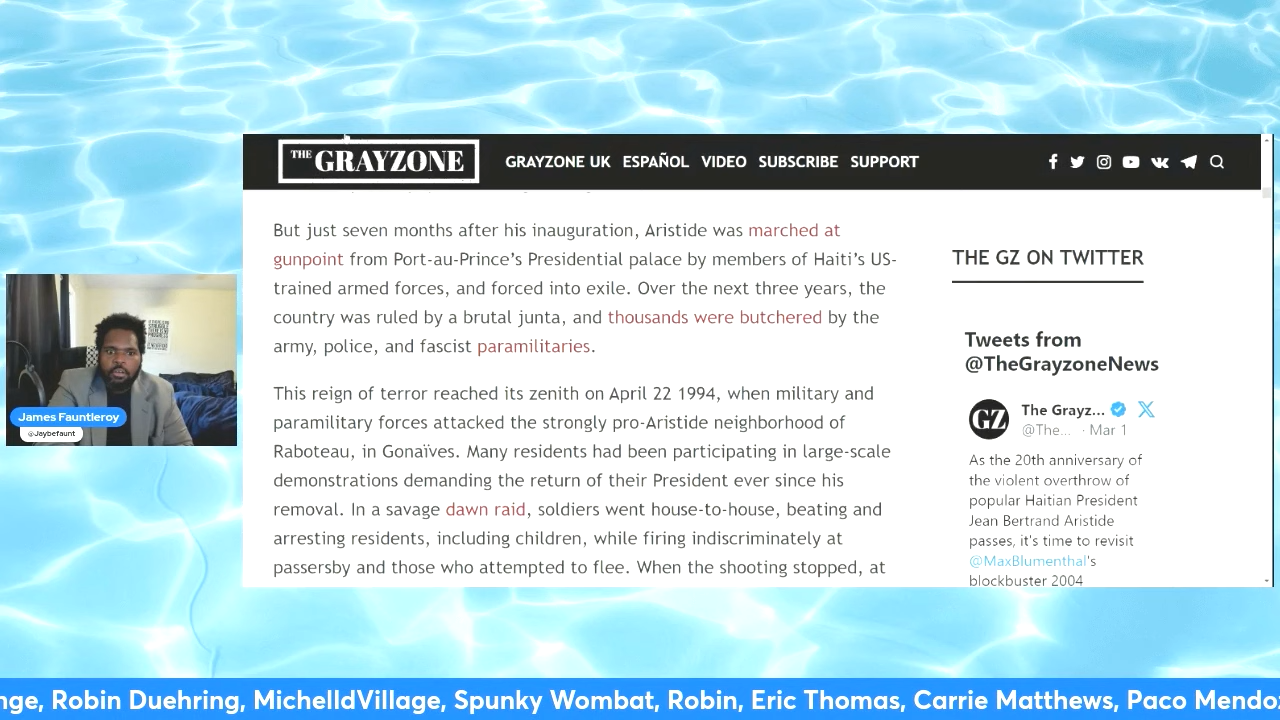 THE GRAYZONE
GRAYZONE UK ESPAÑOL VIDEO SUBSCRIBE SUPPORT
But just seven months after his inauguration, Aristide was marched at
gunpoint from Port-au-Prince’s Presidential palace by members of Haiti’s US-
trained armed forces, and forced into exile. Over the next three years, the
country was ruled by a brutal junta, and thousands were butchered by the
army, police, and fascist paramilitaries.
This reign of terror reached its zenith on April 22 1994, when military and
paramilitary forces attacked the strongly pro-Aristide neighborhood of
Raboteau, in Gonaïves. Many residents had been participating in large-scale
demonstrations demanding the return of their President ever since his
removal. In a savage dawn raid, soldiers went house-to-house, beating and
arresting residents, including children, while firing indiscriminately at
passersby and those who attempted to flee. When the shooting stopped, at
THE GZ ON TWITTER
Tweets from
@TheGrayzoneNews
GZ
The Grayz...
@The... · Mar 1
As the 20th anniversary of
the violent overthrow of
popular Haitian President
Jean Bertrand Aristide
passes, it's time to revisit
@MaxBlumenthal's
blockbuster 2004
James Fauntleroy
@Jaybefaunt
nge, Robin Duehring, MichelldVillage, Spunky Wombat, Robin, Eric Thomas, Carrie Matthews, Paco Mendoz